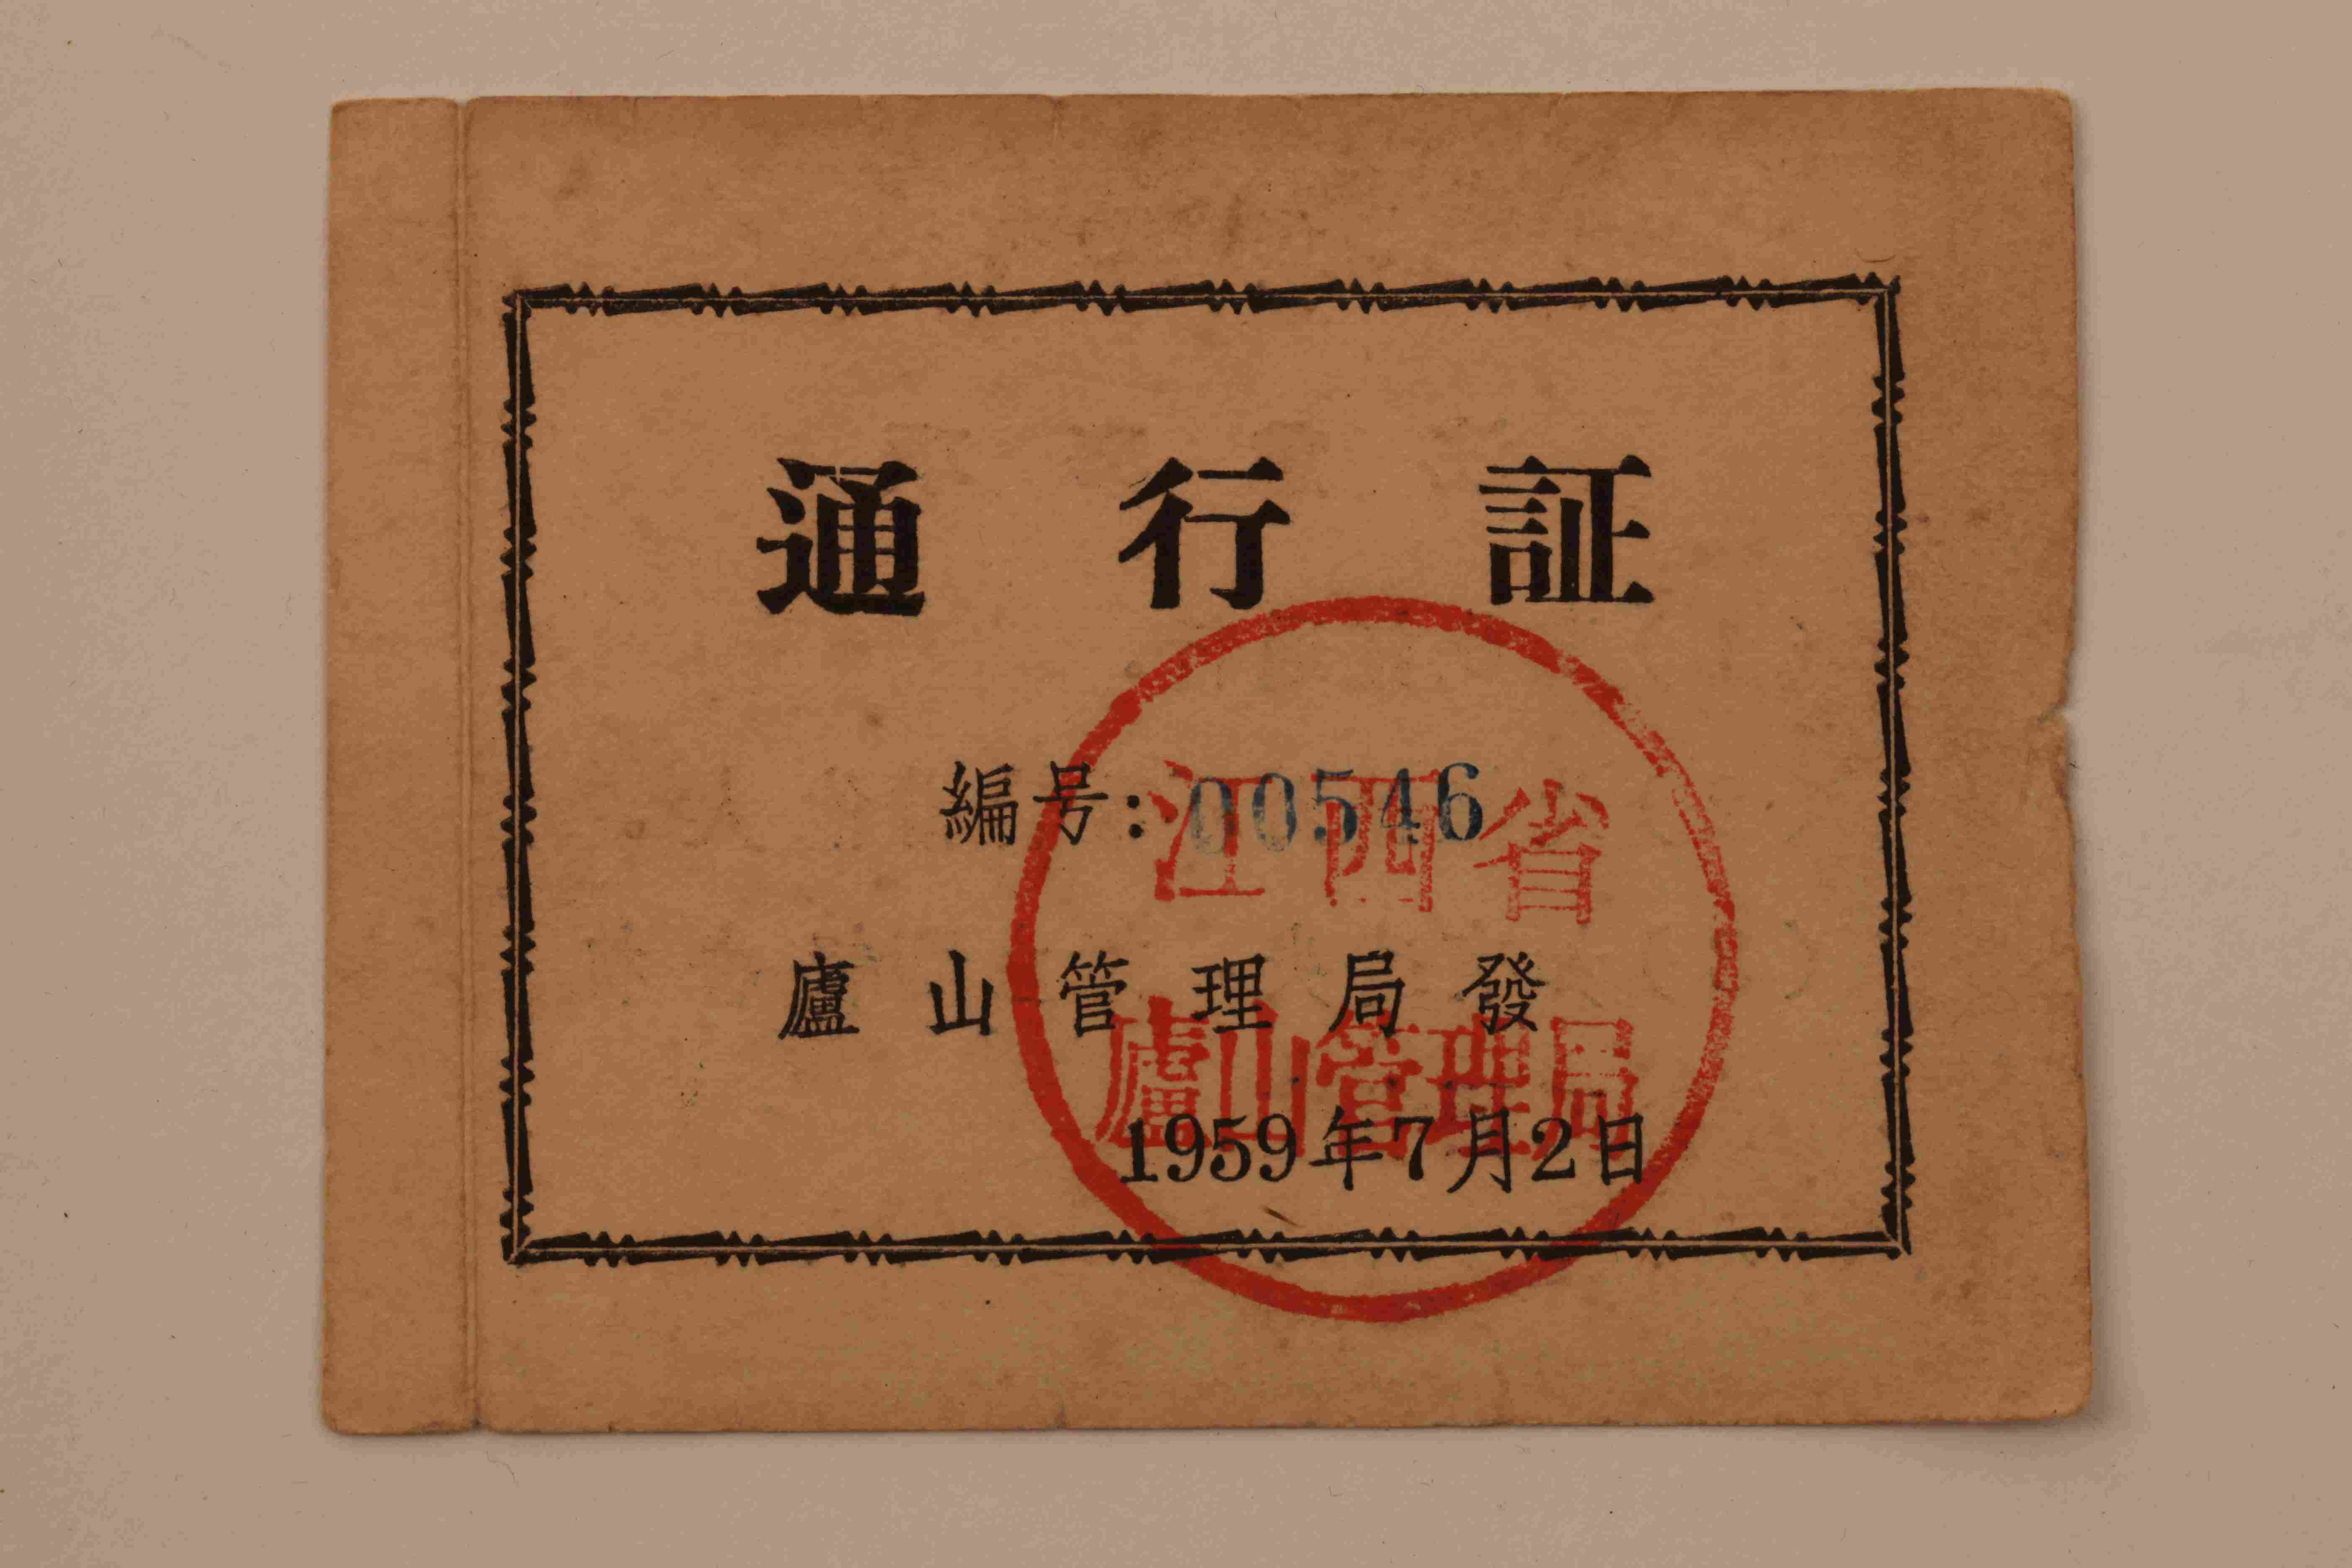 通行証
編号:00546
江西省
廬山管理局發
廬山管理局
1959年7月2日